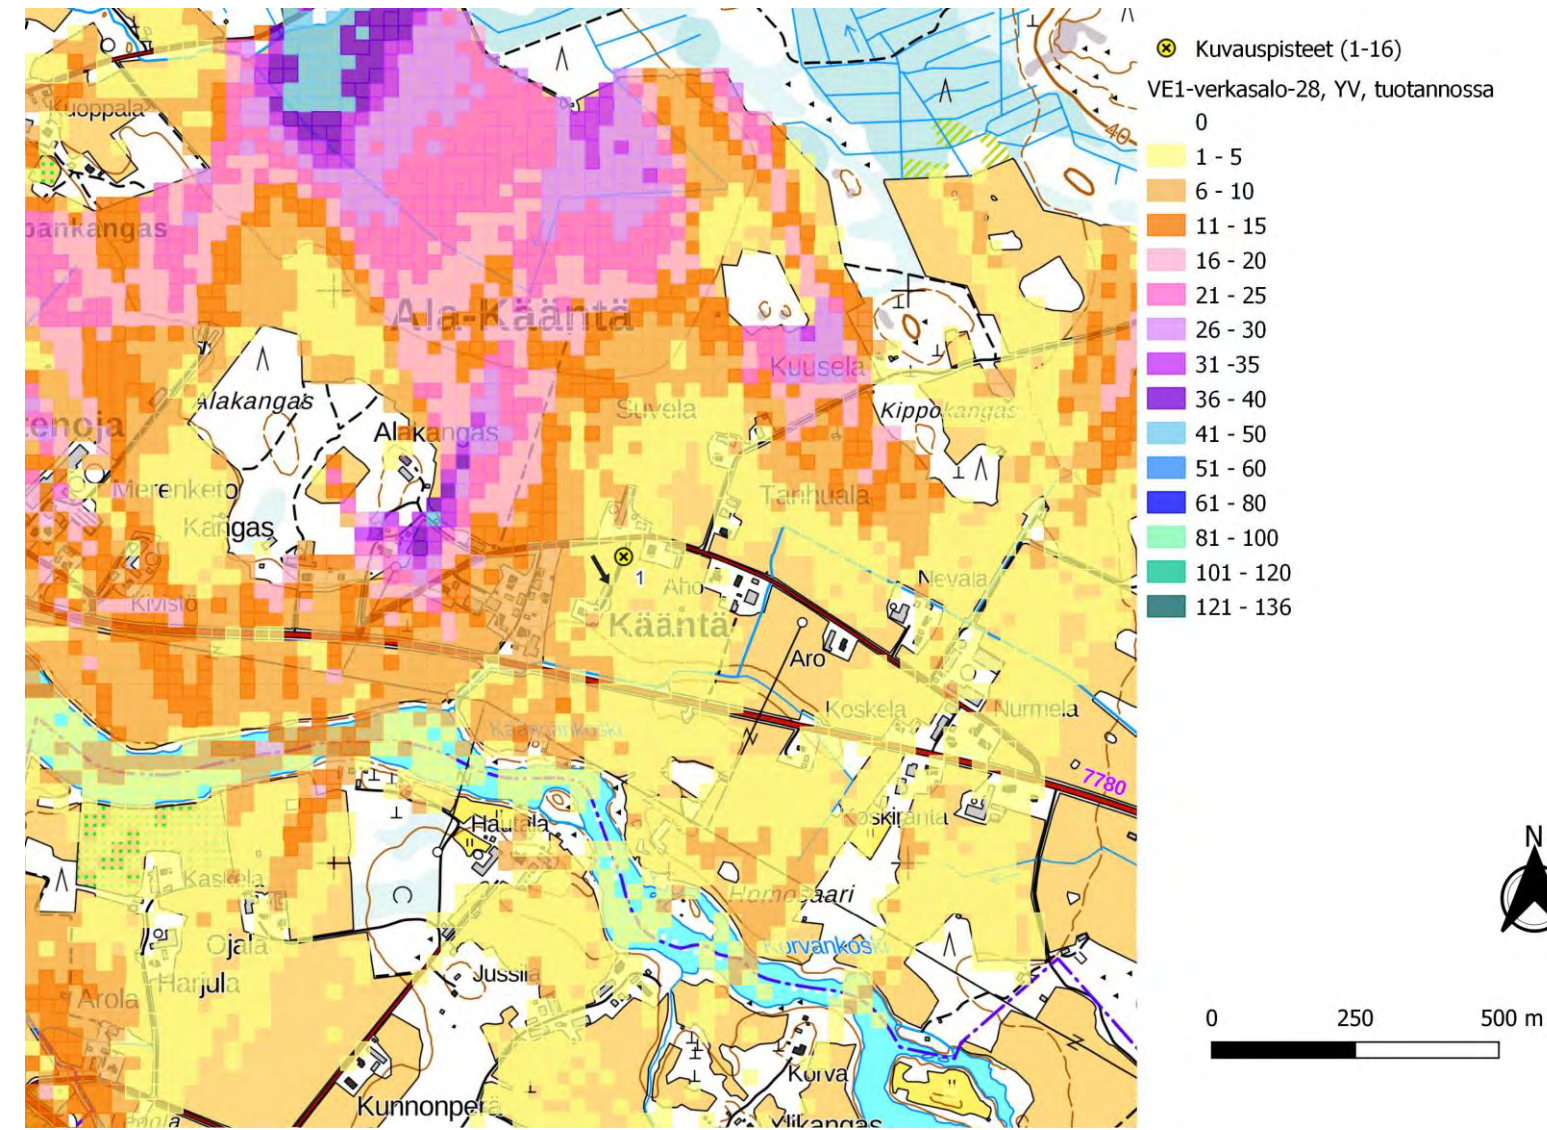 Kuvauspisteet (1-16)
VE1-verkasalo-28, YV, tuotannossa
0
1 - 5
6 - 10
11 - 15
16 - 20
21 - 25
26 - 30
31 -35
36 - 40
41 - 50
51 - 60
61 - 80
81 - 100
101 - 120
121 - 136
N
0 250 500 m
Kuoppala
40
pankangas
Ala-Kääntä
Kuusela
Alakangas
Suvela
Kippokangas
enoja
Alakangas
Merenketo
Tanhuala
Kangas
1
Aho
Nevala
Kivistö
Kääntä
Aro
Koskela
Nurmela
7780
Hautala
Koskiranta
Kaskela
Homosaari
Ojala
Korvankoski
Jussila
Harjula
Arola
Korva
Kunnonperä
Ylikangas